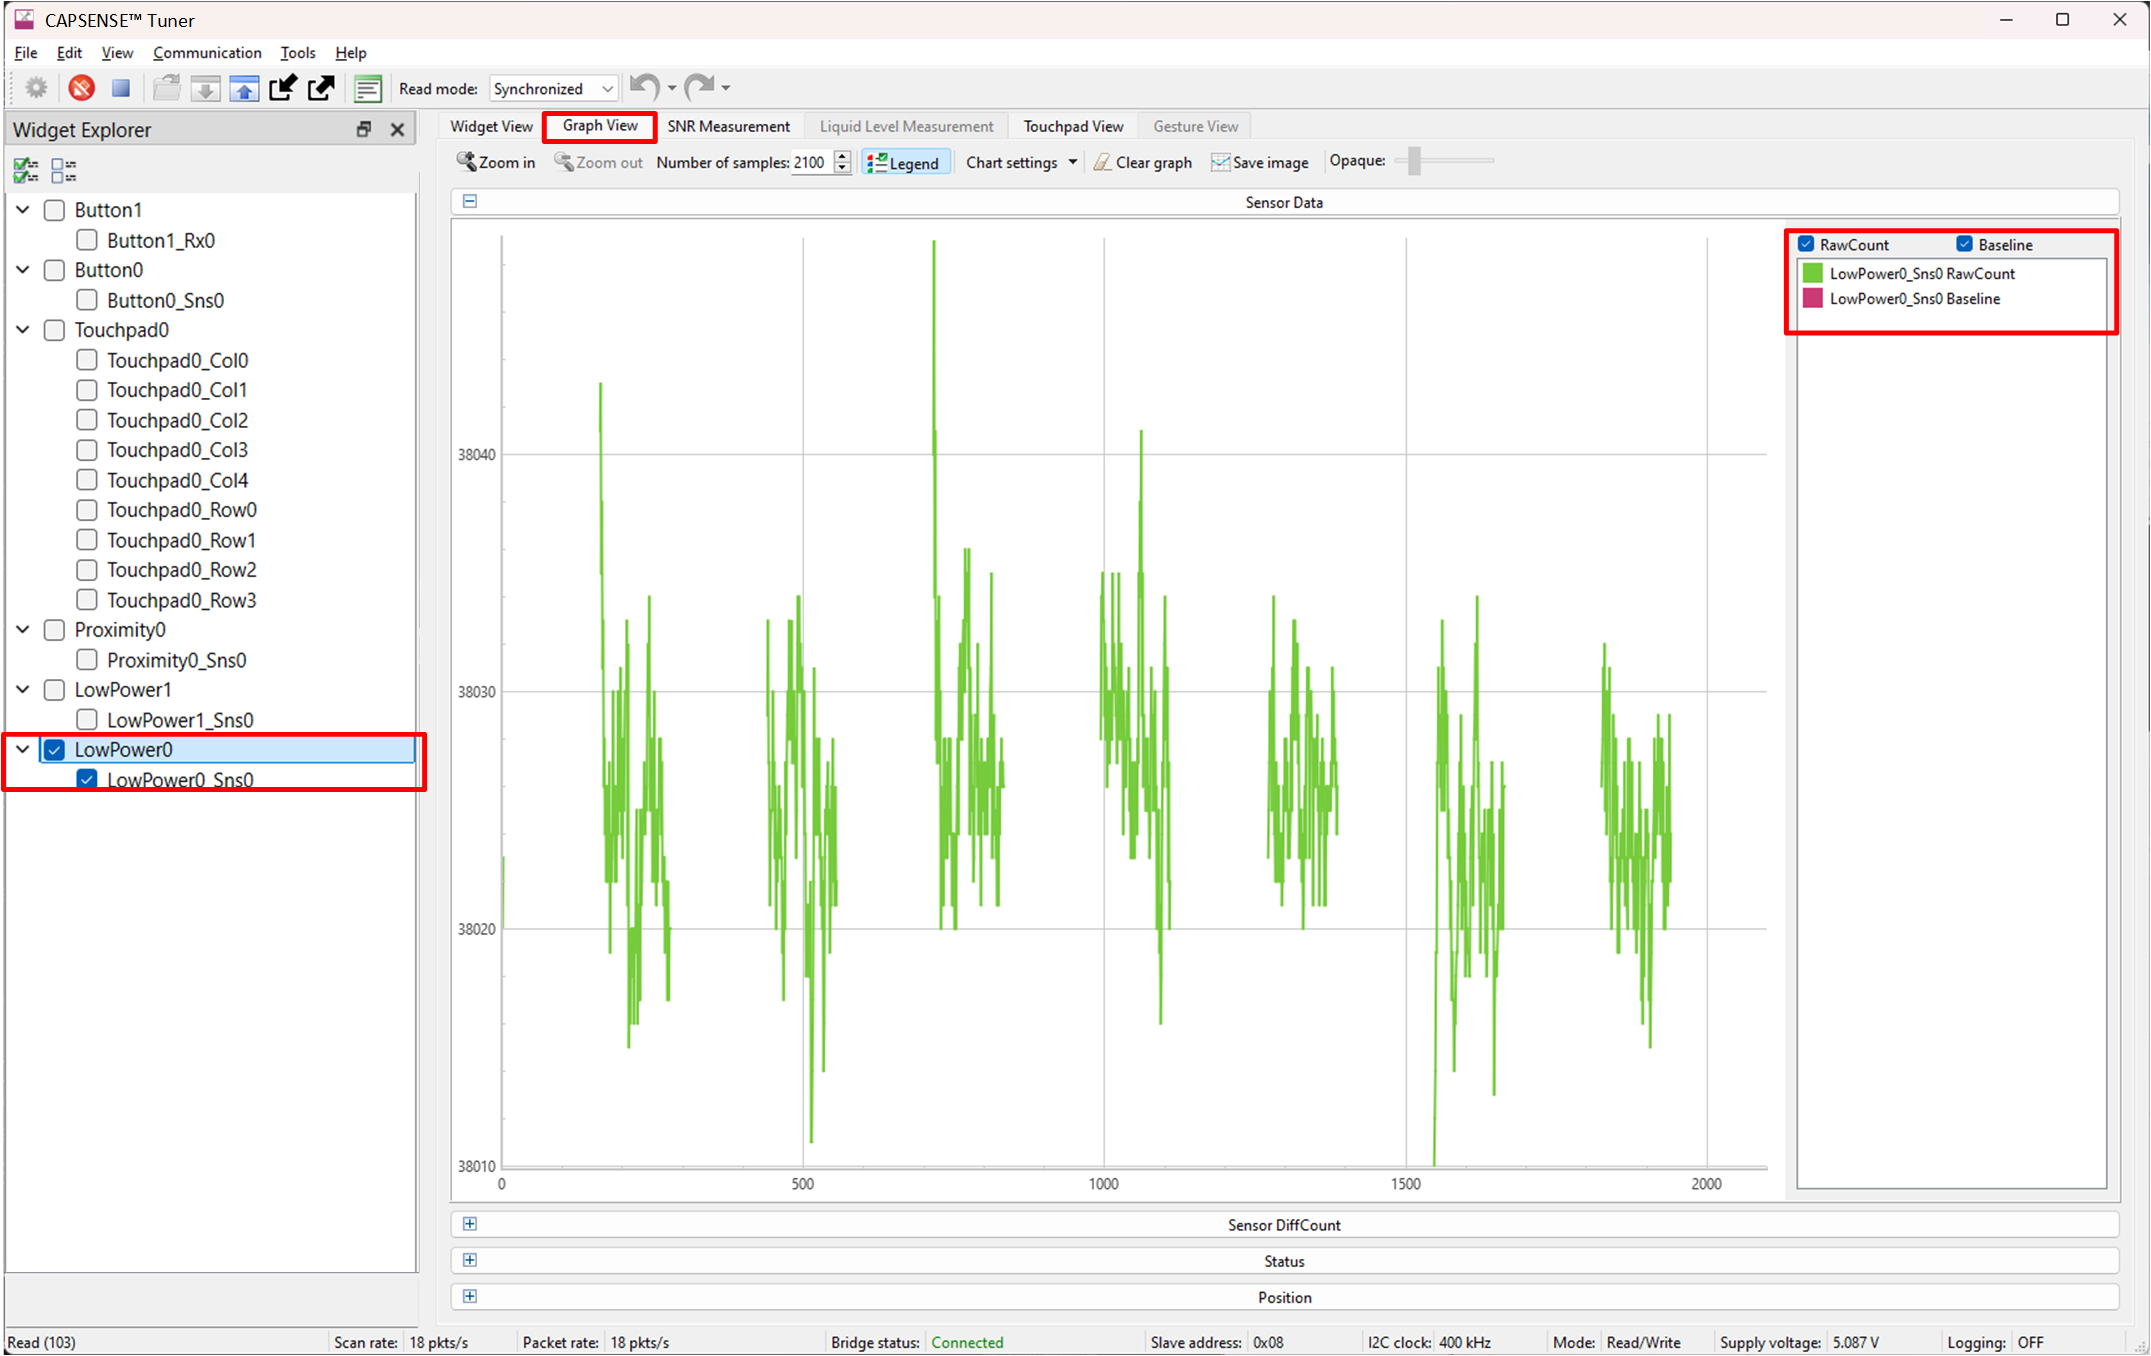 CAPSENSE™ Tuner
File Edit View Communication Tools Help
Read mode: Synchronized
Widget Explorer
Widget View Graph View SNR Measurement Liquid Level Measurement Touchpad View Gesture View
Zoom in Zoom out Number of samples: 2100 Legend Chart settings Clear graph Save image Opaque:
Button1
Button1_Rx0
Button0
Button0_Sns0
Touchpad0
Touchpad0_Col0
Touchpad0_Col1
Touchpad0_Col2
Touchpad0_Col3
Touchpad0_Col4
Touchpad0_Row0
Touchpad0_Row1
Touchpad0_Row2
Touchpad0_Row3
Proximity0
Proximity0_Sns0
LowPower1
LowPower1_Sns0
LowPower0
LowPower0_Sns0
Sensor Data
38040
38030
38020
38010
0 500 1000 1500 2000
RawCount Baseline
LowPower0_Sns0 RawCount
LowPower0_Sns0 Baseline
Sensor DiffCount
Status
Position
Read (103) Scan rate: 18 pkts/s Packet rate: 18 pkts/s Bridge status: Connected Slave address: 0x08 I2C clock: 400 kHz Mode: Read/Write Supply voltage: 5.087 V Logging: OFF